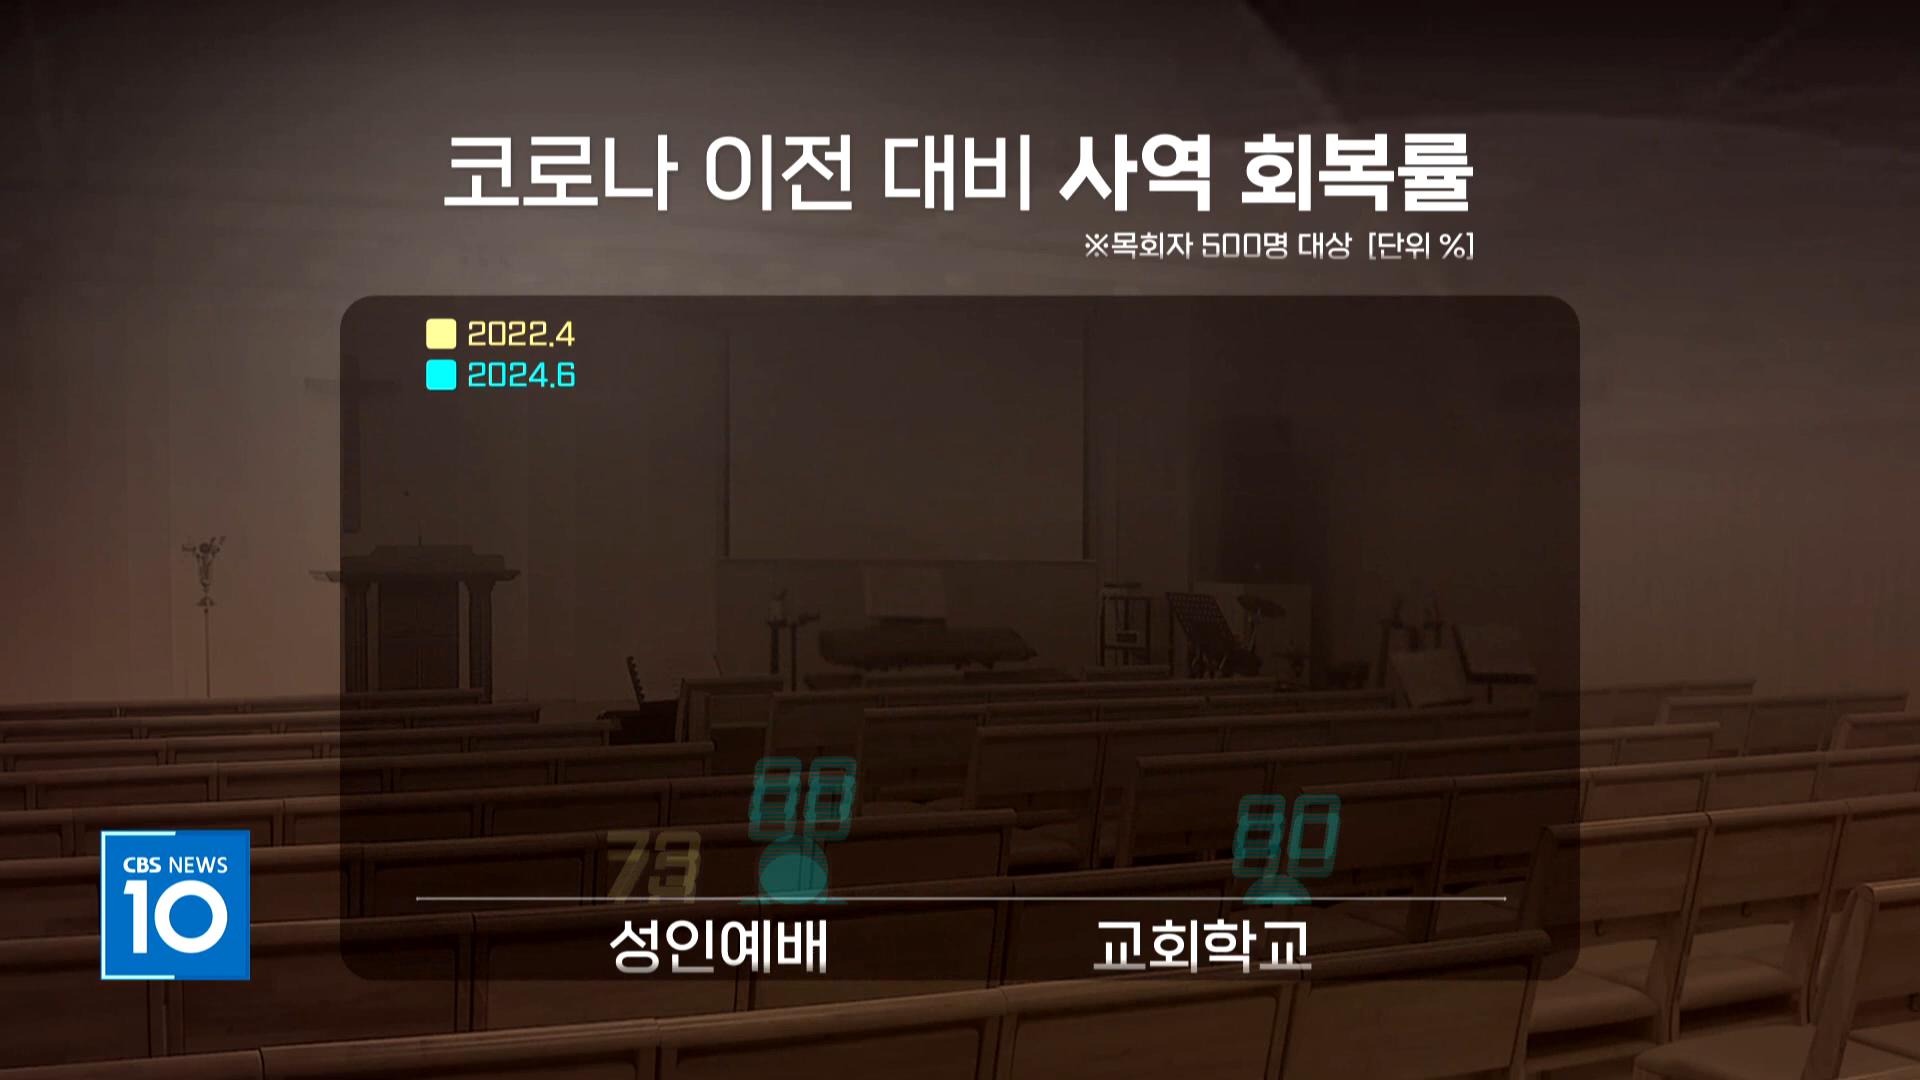 코로나 이전 대비 사역 회복률
※목회자 500명 대상 [단위 %]
2022.4
2024.6
73 88 80
성인예배 교회학교
CBS NEWS
10